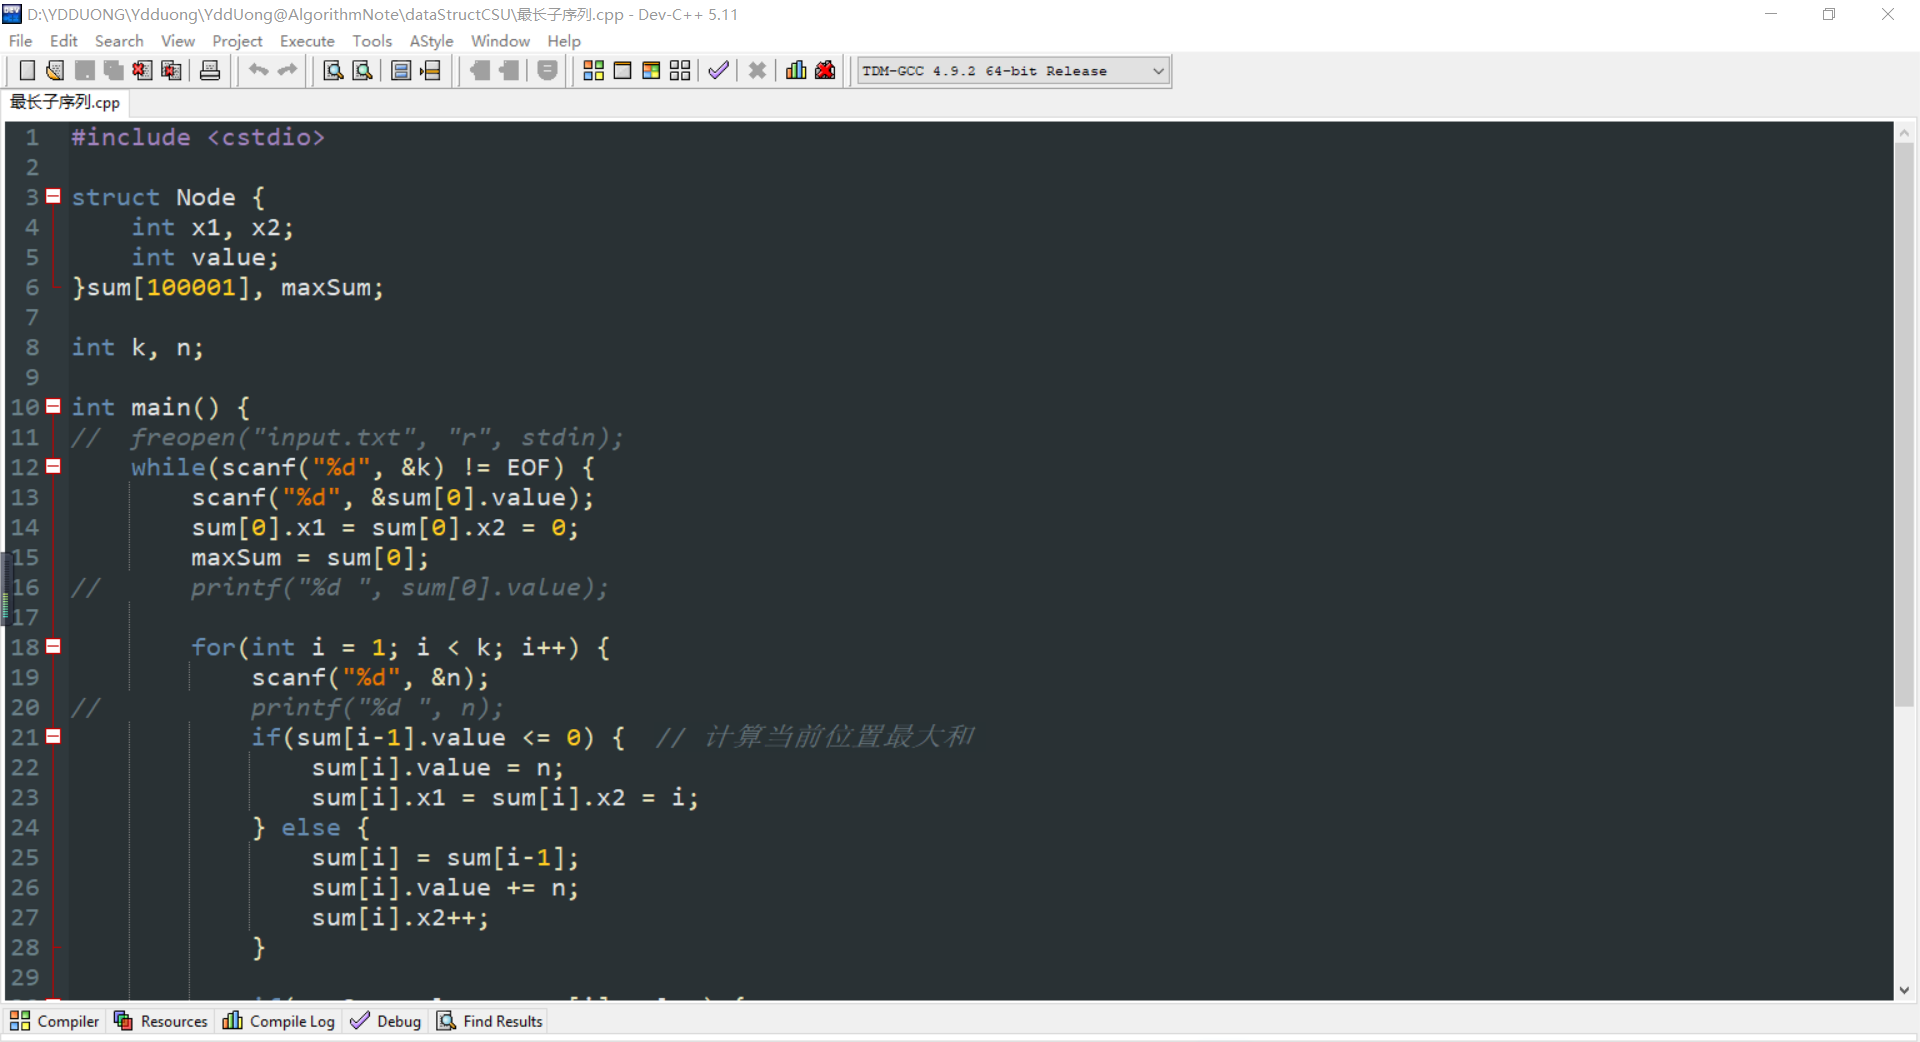 D:\YDDUONG\Ydduong\YddUong@AlgorithmNote\dataStructCSU\最长子序列.cpp - Dev-C++ 5.11
File Edit Search View Project Execute Tools AStyle Window Help
TDM-GCC 4.9.2 64-bit Release
最长子序列.cpp
1 #include <cstdio>
2
3 struct Node {
4     int x1, x2;
5     int value;
6 }sum[100001], maxSum;
7
8 int k, n;
9
10 int main() {
11 //  freopen("input.txt", "r", stdin);
12     while(scanf("%d", &k) != EOF) {
13         scanf("%d", &sum[0].value);
14         sum[0].x1 = sum[0].x2 = 0;
15         maxSum = sum[0];
16 //      printf("%d ", sum[0].value);
17
18         for(int i = 1; i < k; i++) {
19             scanf("%d", &n);
20 //          printf("%d ", n);
21             if(sum[i-1].value <= 0) {  // 计算当前位置最大和
22                 sum[i].value = n;
23                 sum[i].x1 = sum[i].x2 = i;
24             } else {
25                 sum[i] = sum[i-1];
26                 sum[i].value += n;
27                 sum[i].x2++;
28             }
29
Compiler Resources Compile Log Debug Find Results